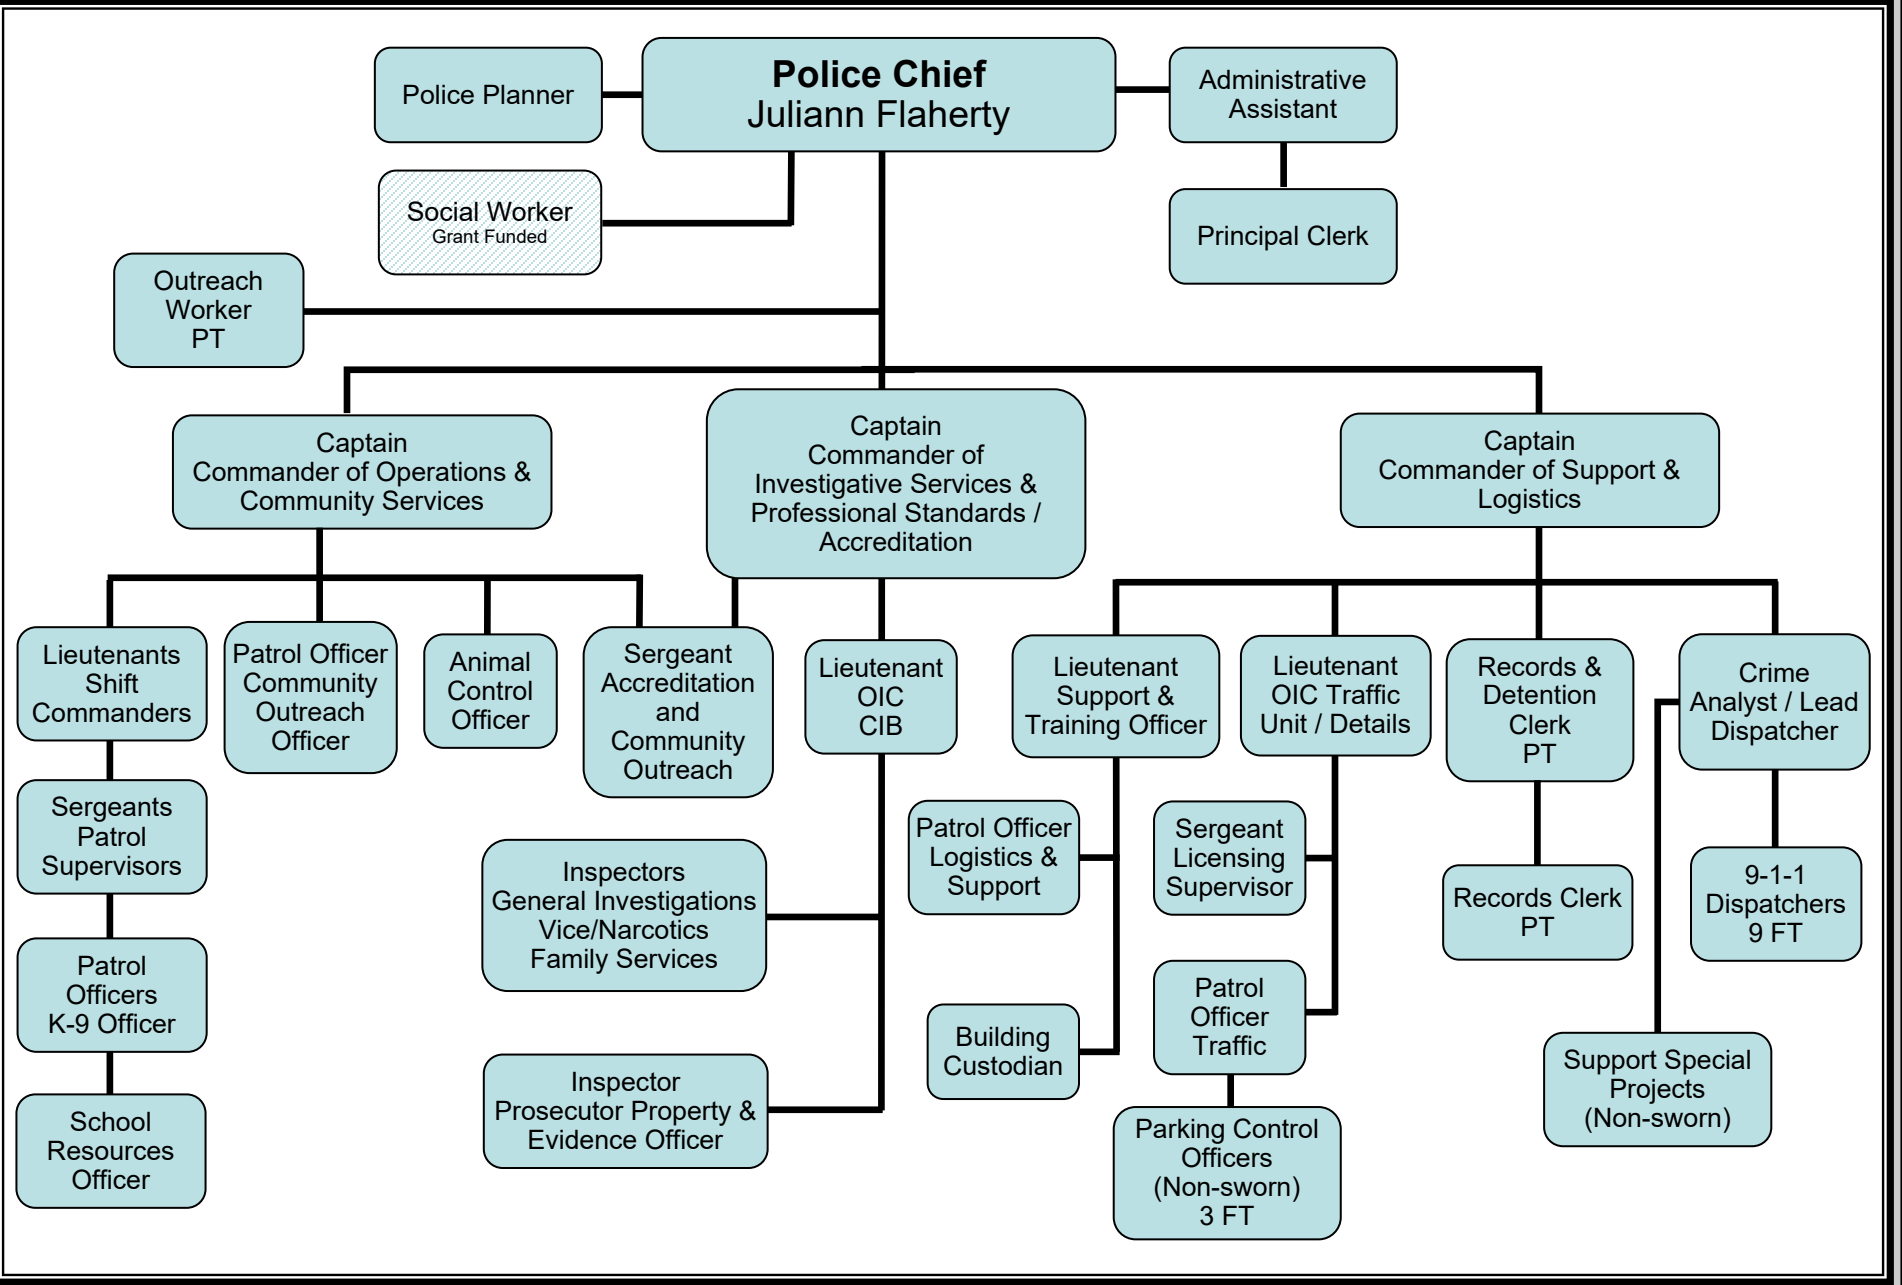 Police Planner
Police Chief
Juliann Flaherty
Administrative
Assistant
Social Worker
Grant Funded
Principal Clerk
Outreach
Worker
PT
Captain
Commander of Operations &
Community Services
Captain
Commander of
Investigative Services &
Professional Standards /
Accreditation
Captain
Commander of Support &
Logistics
Lieutenants
Shift
Commanders
Patrol Officer
Community
Outreach
Officer
Animal
Control
Officer
Sergeant
Accreditation
and
Community
Outreach
Lieutenant
OIC
CIB
Lieutenant
Support &
Training Officer
Lieutenant
OIC Traffic
Unit / Details
Records &
Detention
Clerk
PT
Crime
Analyst / Lead
Dispatcher
Sergeants
Patrol
Supervisors
Inspectors
General Investigations
Vice/Narcotics
Family Services
Patrol Officer
Logistics &
Support
Sergeant
Licensing
Supervisor
Records Clerk
PT
9-1-1
Dispatchers
9 FT
Patrol
Officers
K-9 Officer
Building
Custodian
Patrol
Officer
Traffic
Support Special
Projects
(Non-sworn)
School
Resources
Officer
Inspector
Prosecutor Property &
Evidence Officer
Parking Control
Officers
(Non-sworn)
3 FT